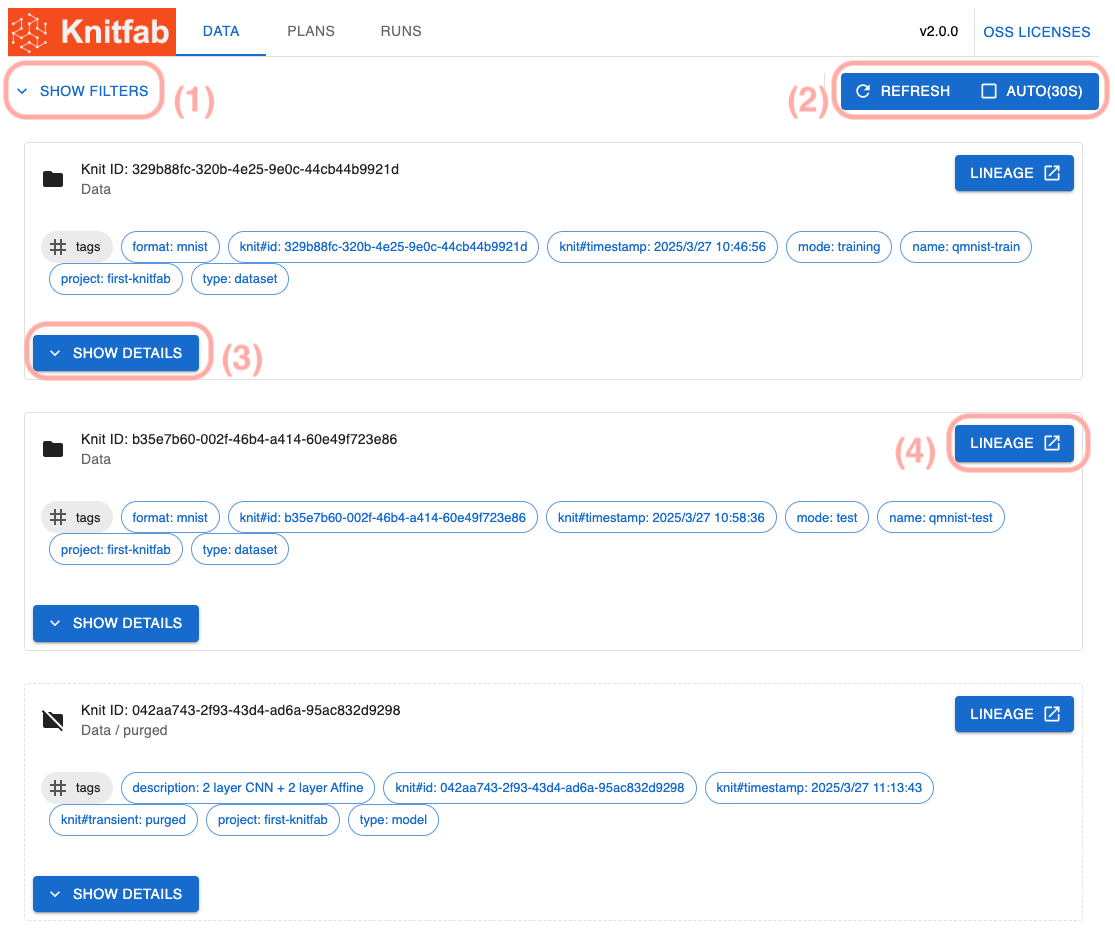 Knitfab DATA PLANS RUNS v2.0.0 OSS LICENSES
SHOW FILTERS (1) (2) REFRESH AUTO(30S)
Knit ID: 329b88fc-320b-4e25-9e0c-44cb44b9921d LINEAGE
Data
tags format: mnist knit#id: 329b88fc-320b-4e25-9e0c-44cb44b9921d knit#timestamp: 2025/3/27 10:46:56 mode: training name: qmnist-train
project: first-knitfab type: dataset
SHOW DETAILS (3)
Knit ID: b35e7b60-002f-46b4-a414-60e49f723e86 (4) LINEAGE
Data
tags format: mnist knit#id: b35e7b60-002f-46b4-a414-60e49f723e86 knit#timestamp: 2025/3/27 10:58:36 mode: test name: qmnist-test
project: first-knitfab type: dataset
SHOW DETAILS
Knit ID: 042aa743-2f93-43d4-ad6a-95ac832d9298 LINEAGE
Data / purged
tags description: 2 layer CNN + 2 layer Affine knit#id: 042aa743-2f93-43d4-ad6a-95ac832d9298 knit#timestamp: 2025/3/27 11:13:43
knit#transient: purged project: first-knitfab type: model
SHOW DETAILS